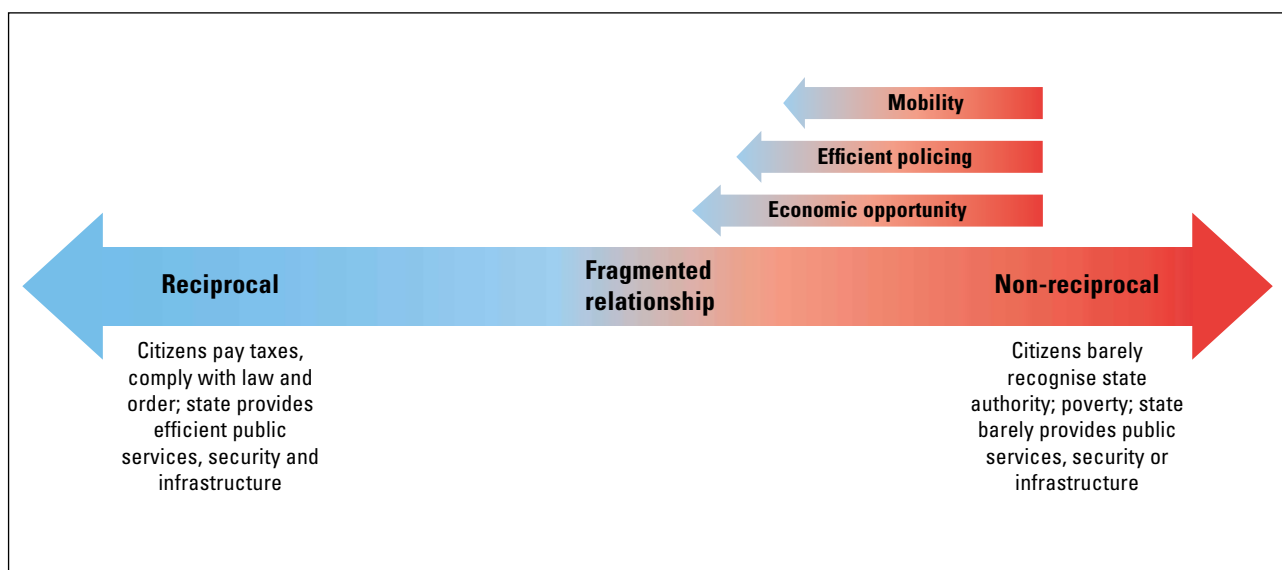 Mobility
Efficient policing
Economic opportunity
Reciprocal
Fragmented
relationship
Non-reciprocal
Citizens pay taxes,
comply with law and
order; state provides
efficient public
services, security and
infrastructure
Citizens barely
recognise state
authority; poverty; state
barely provides public
services, security or
infrastructure